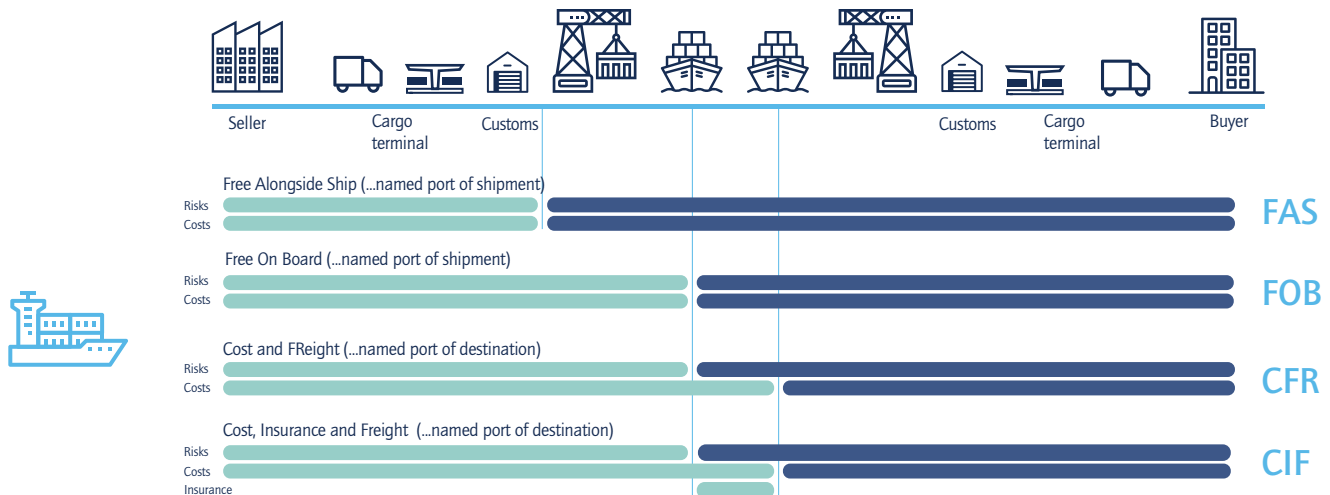 Seller
Cargo
terminal
Customs
Customs
Cargo
terminal
Buyer
Free Alongside Ship (...named port of shipment)
Risks
Costs
FAS
Free On Board (...named port of shipment)
Risks
Costs
FOB
Cost and FReight (...named port of destination)
Risks
Costs
CFR
Cost, Insurance and Freight (...named port of destination)
Risks
Costs
Insurance
CIF